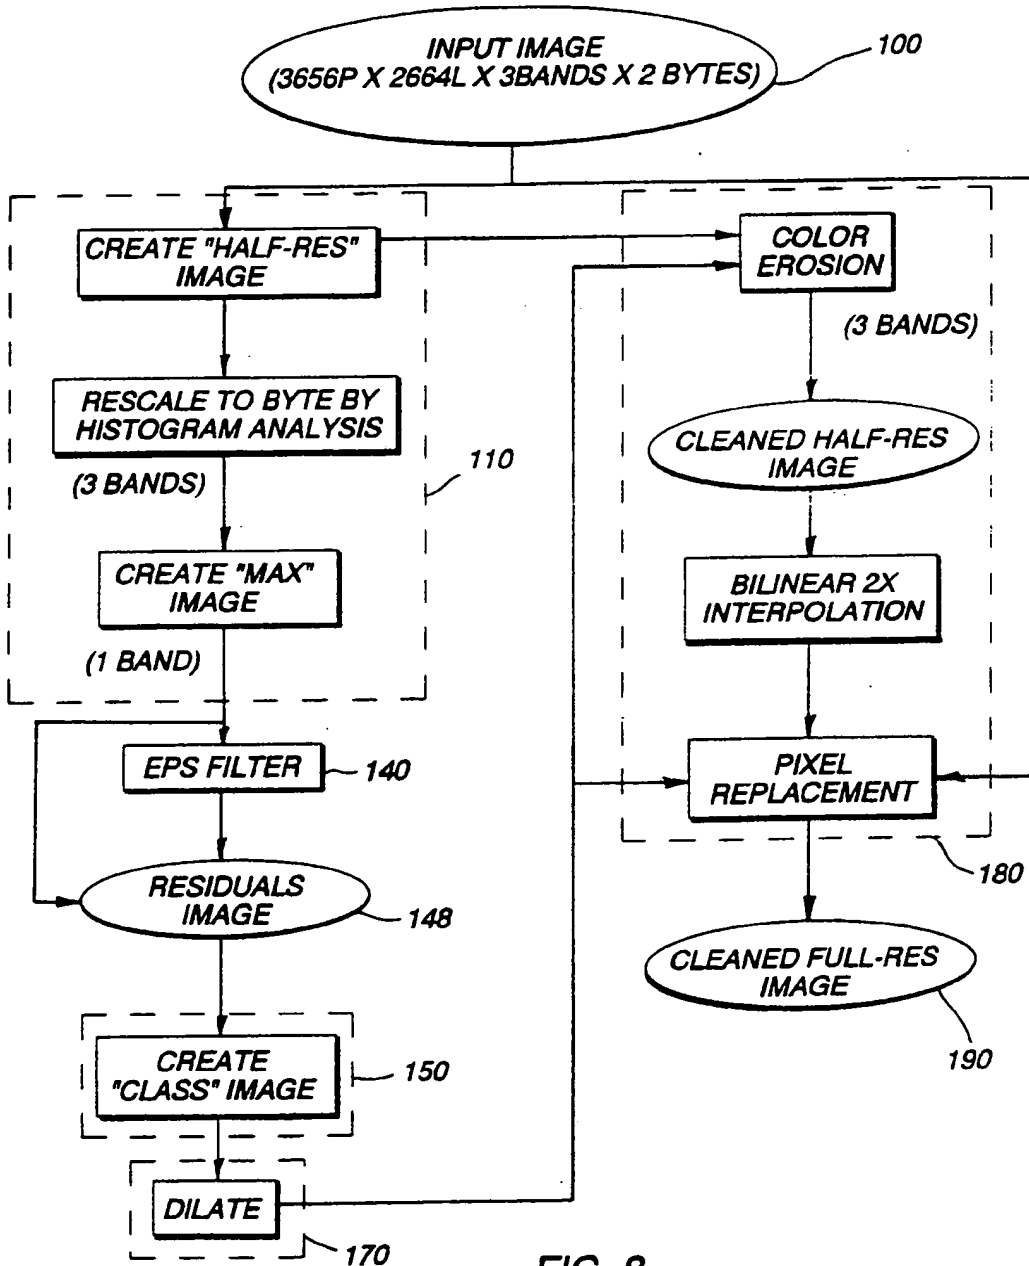 INPUT IMAGE
(3656P X 2664L X 3BANDS X 2 BYTES)
100
CREATE "HALF-RES"
IMAGE
RESCALE TO BYTE BY
HISTOGRAM ANALYSIS
(3 BANDS)
110
CREATE "MAX"
IMAGE
(1 BAND)
EPS FILTER
140
RESIDUALS
IMAGE
148
CREATE
"CLASS" IMAGE
150
DILATE
170
COLOR
EROSION
(3 BANDS)
CLEANED HALF-RES
IMAGE
BILINEAR 2X
INTERPOLATION
PIXEL
REPLACEMENT
180
CLEANED FULL-RES
IMAGE
190